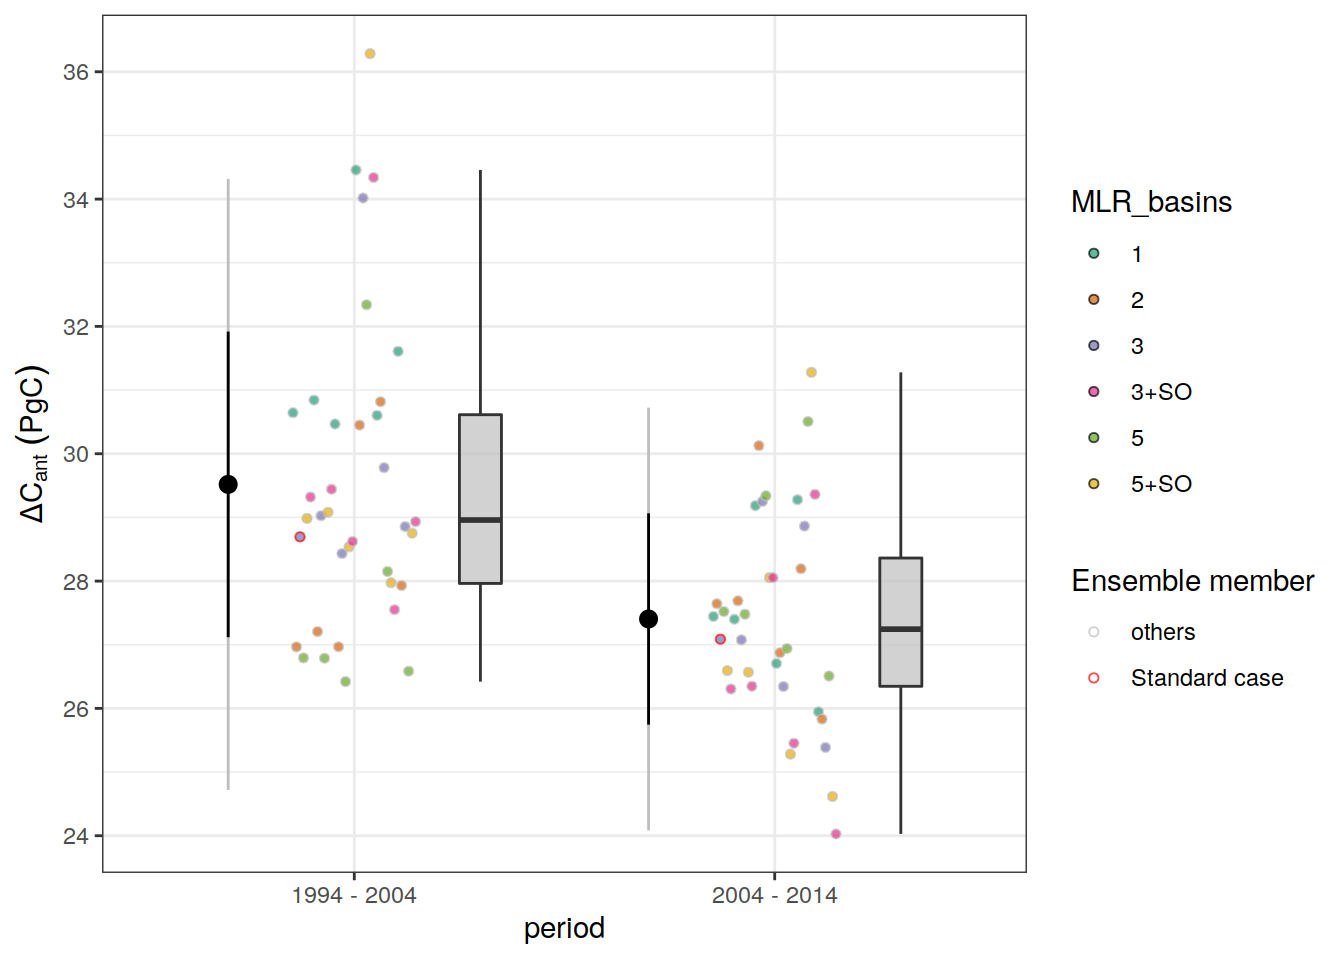 ΔCant (PgC)
36
34
32
30
28
26
24
1994 - 2004
2004 - 2014
period
MLR_basins
1
2
3
3+SO
5
5+SO
Ensemble member
others
Standard case